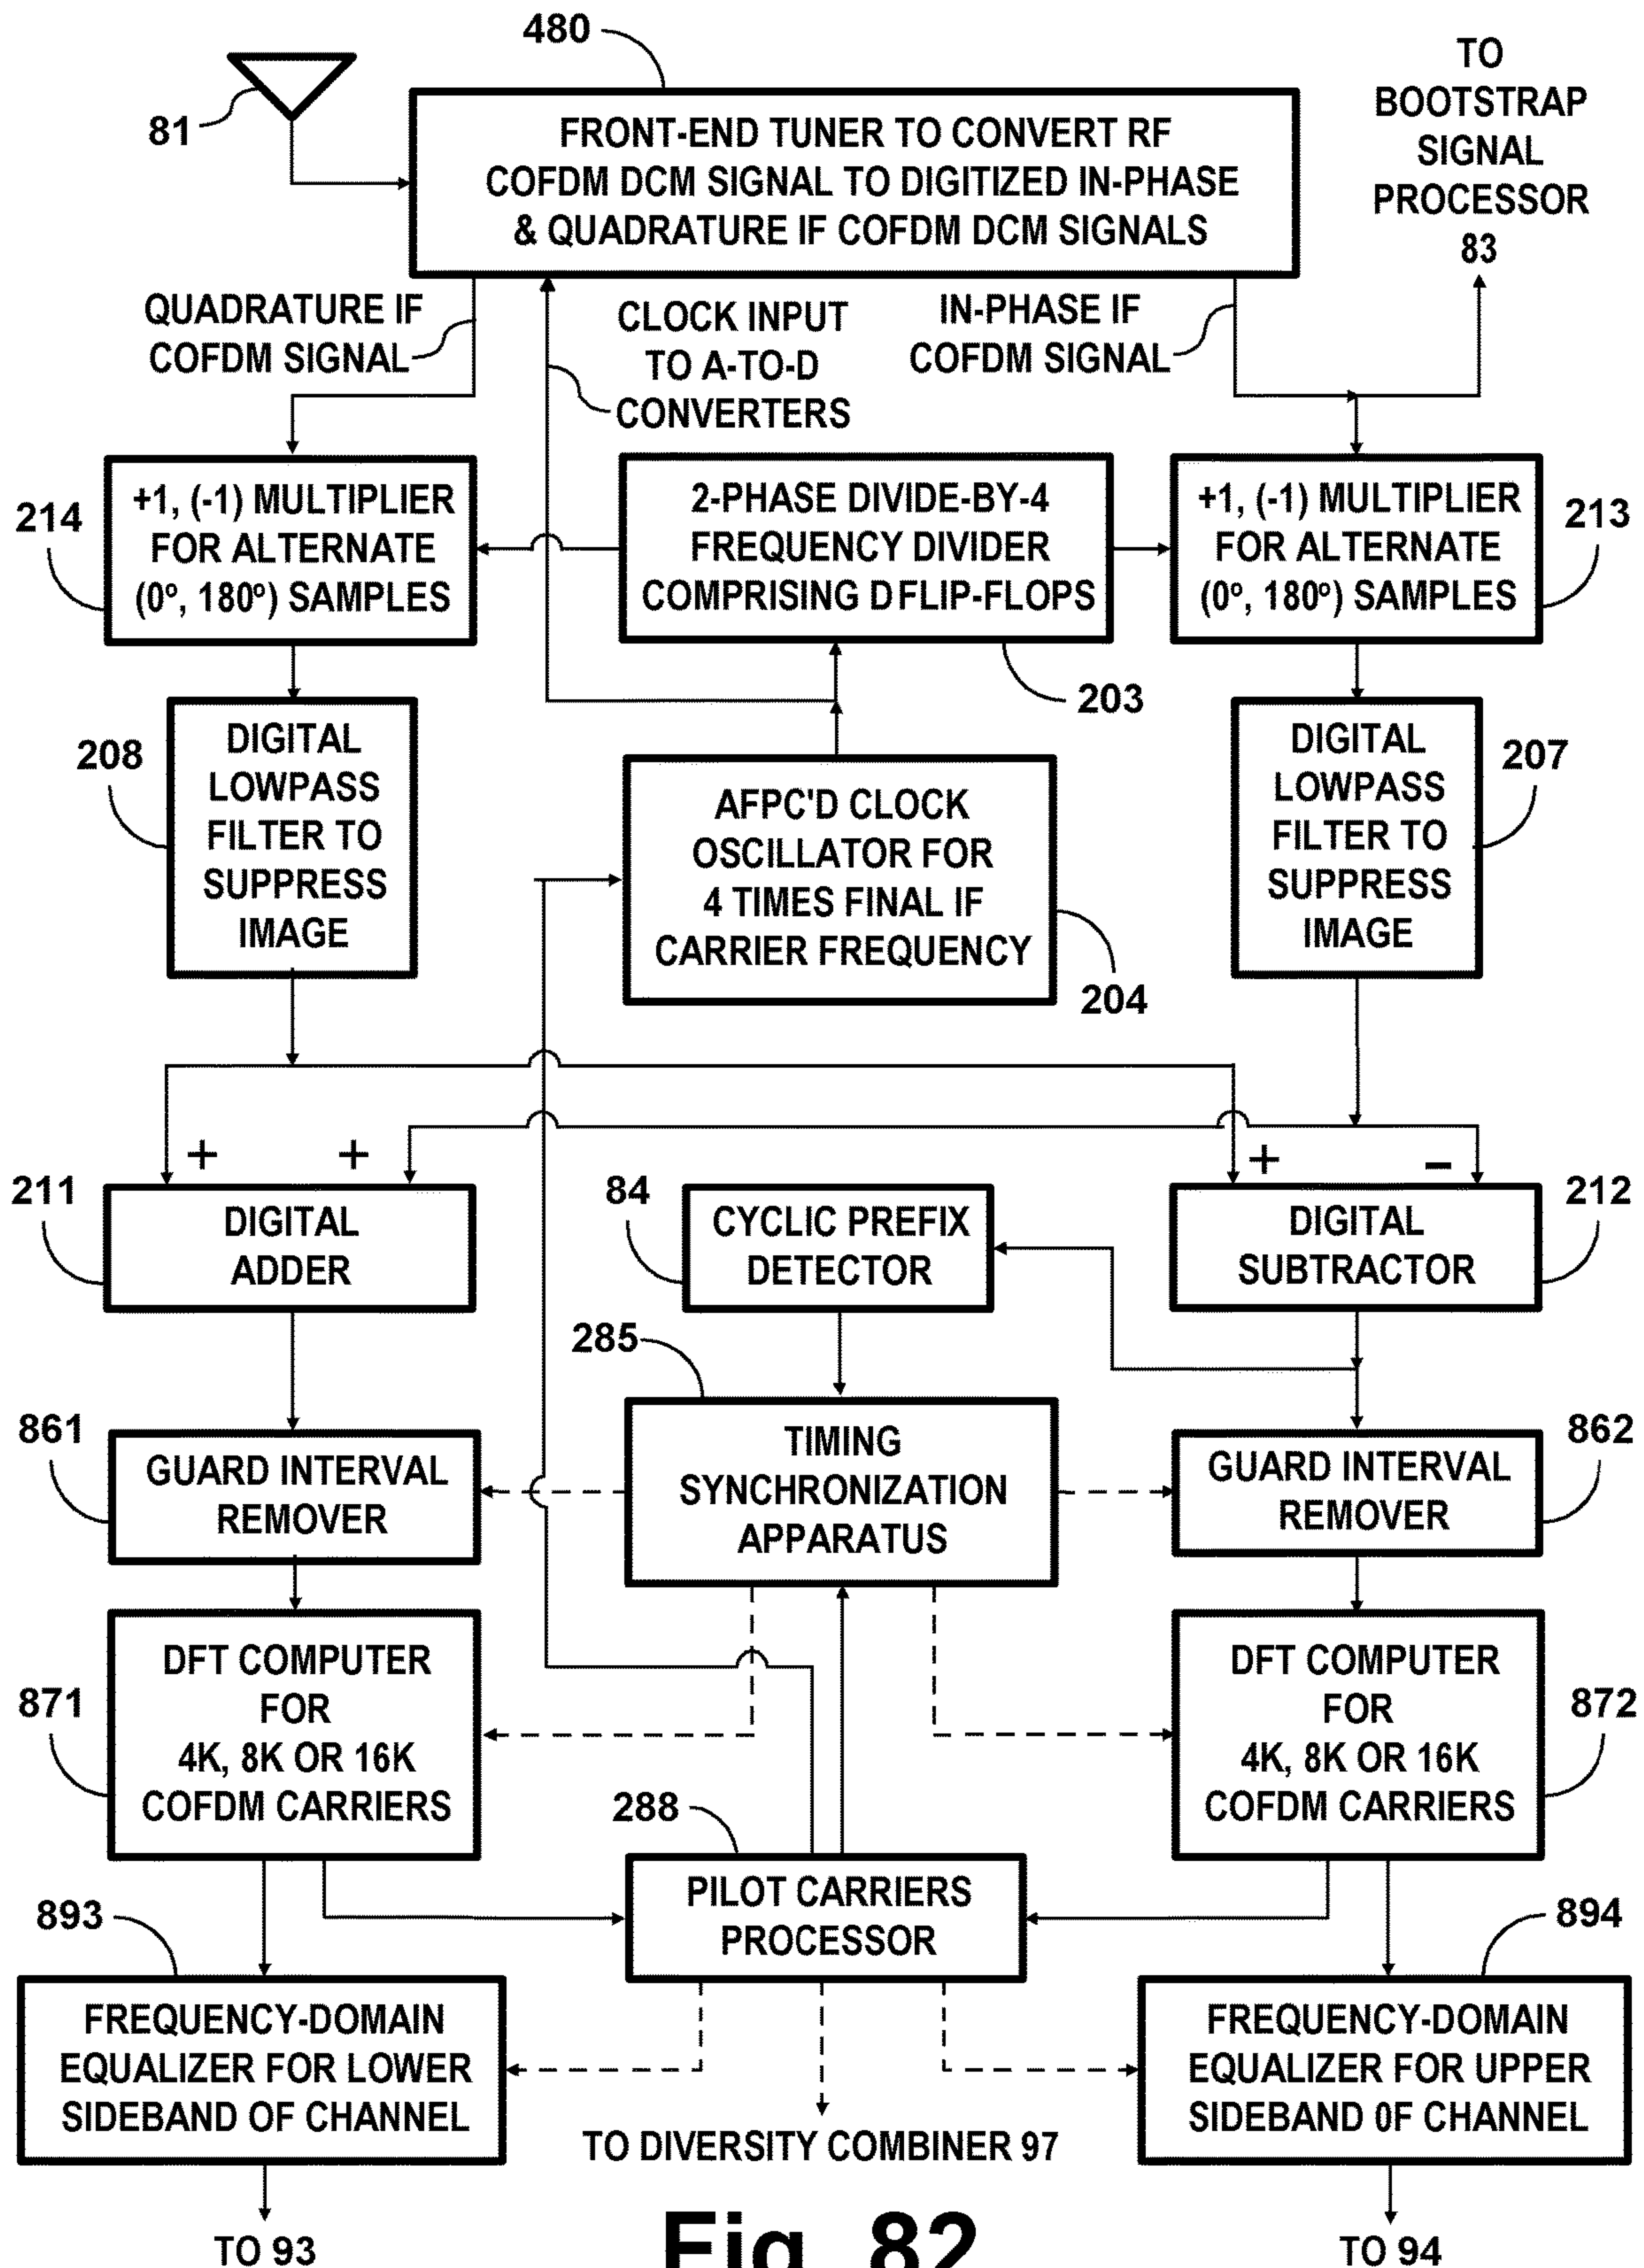 480
TO
BOOTSTRAP
SIGNAL
PROCESSOR
83
81
FRONT-END TUNER TO CONVERT RF
COFDM DCM SIGNAL TO DIGITIZED IN-PHASE
& QUADRATURE IF COFDM DCM SIGNALS
QUADRATURE IF
COFDM SIGNAL
CLOCK INPUT
TO A-TO-D
CONVERTERS
IN-PHASE IF
COFDM SIGNAL
214
+1, (-1) MULTIPLIER
FOR ALTERNATE
(0º, 180º) SAMPLES
2-PHASE DIVIDE-BY-4
FREQUENCY DIVIDER
COMPRISING D FLIP-FLOPS
+1, (-1) MULTIPLIER
FOR ALTERNATE
(0º, 180º) SAMPLES
213
203
208
DIGITAL
LOWPASS
FILTER TO
SUPPRESS
IMAGE
AFPC'D CLOCK
OSCILLATOR FOR
4 TIMES FINAL IF
CARRIER FREQUENCY
204
DIGITAL
LOWPASS
FILTER TO
SUPPRESS
IMAGE
207
+ +
+ −
211
DIGITAL
ADDER
84
CYCLIC PREFIX
DETECTOR
DIGITAL
SUBTRACTOR
212
285
861
GUARD INTERVAL
REMOVER
TIMING
SYNCHRONIZATION
APPARATUS
GUARD INTERVAL
REMOVER
862
871
DFT COMPUTER
FOR
4K, 8K OR 16K
COFDM CARRIERS
DFT COMPUTER
FOR
4K, 8K OR 16K
COFDM CARRIERS
872
288
PILOT CARRIERS
PROCESSOR
893
894
FREQUENCY-DOMAIN
EQUALIZER FOR LOWER
SIDEBAND OF CHANNEL
FREQUENCY-DOMAIN
EQUALIZER FOR UPPER
SIDEBAND 0F CHANNEL
TO DIVERSITY COMBINER 97
TO 93
Fig. 82
TO 94